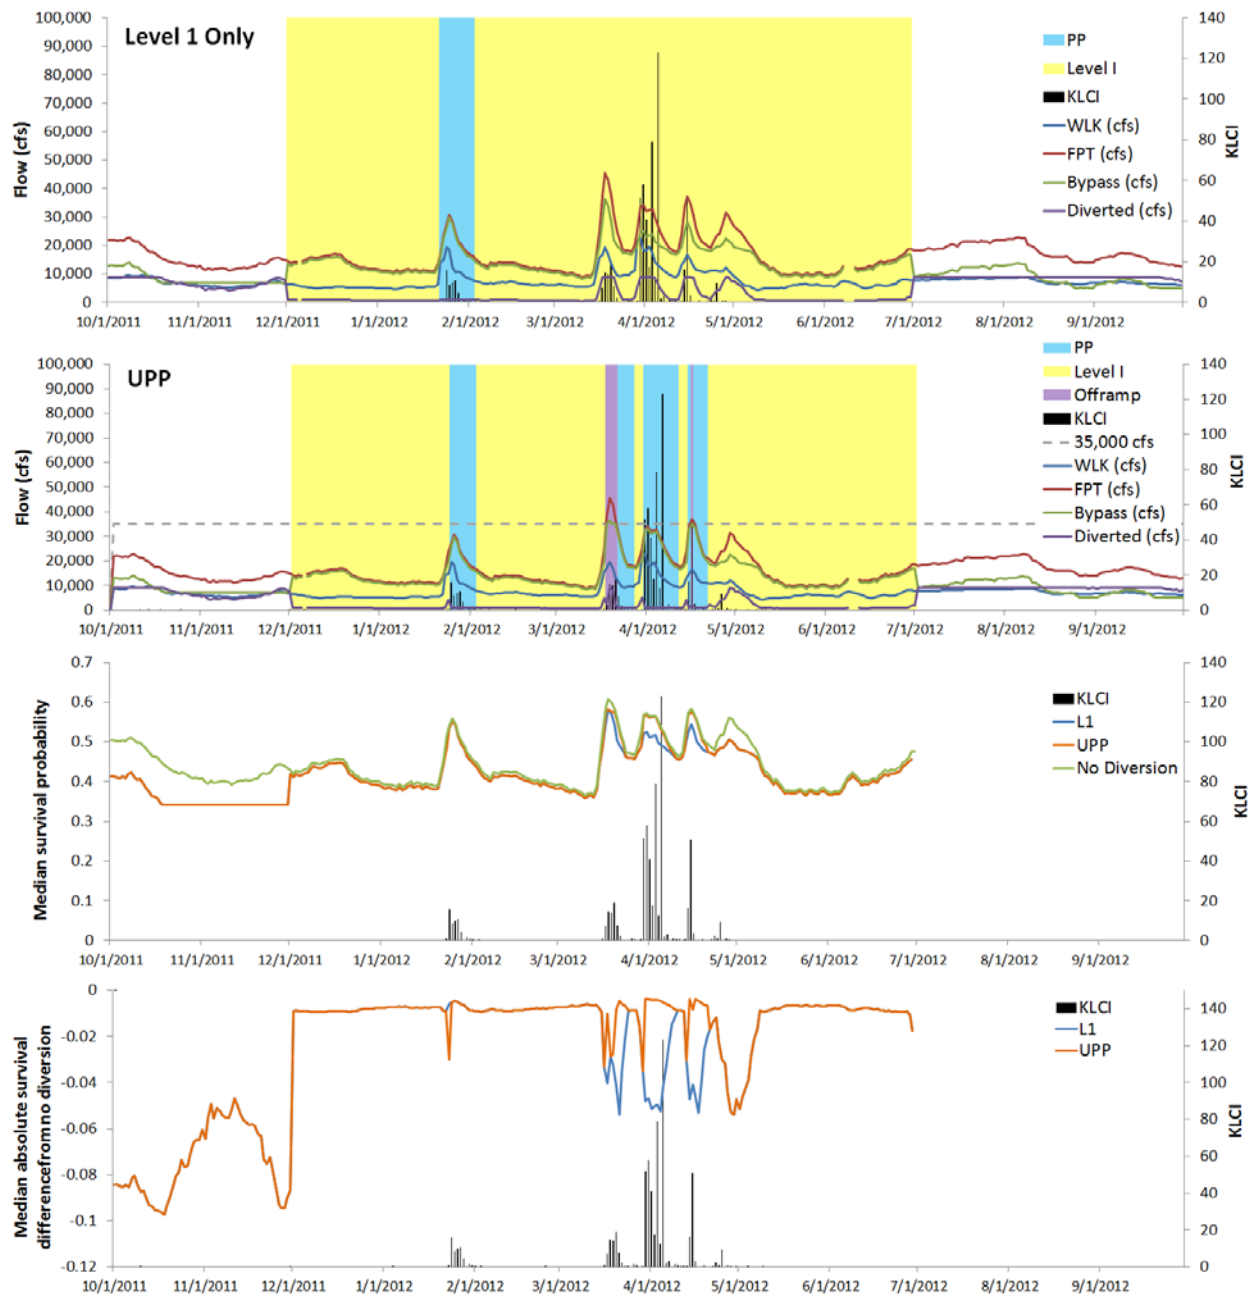 Level 1 Only
Flow (cfs)
100,000
90,000
80,000
70,000
60,000
50,000
40,000
30,000
20,000
10,000
0
10/1/2011 11/1/2011 12/1/2011 1/1/2012 2/1/2012 3/1/2012 4/1/2012 5/1/2012 6/1/2012 7/1/2012 8/1/2012 9/1/2012
140
120
100
80
60
40
20
0
KLCI
PP
Level I
KLCI
WLK (cfs)
FPT (cfs)
Bypass (cfs)
Diverted (cfs)
UPP
Flow (cfs)
100,000
90,000
80,000
70,000
60,000
50,000
40,000
30,000
20,000
10,000
0
10/1/2011 11/1/2011 12/1/2011 1/1/2012 2/1/2012 3/1/2012 4/1/2012 5/1/2012 6/1/2012 7/1/2012 8/1/2012 9/1/2012
140
120
100
80
60
40
20
0
KLCI
PP
Level I
Offramp
KLCI
35,000 cfs
WLK (cfs)
FPT (cfs)
Bypass (cfs)
Diverted (cfs)
Median survival probability
0.7
0.6
0.5
0.4
0.3
0.2
0.1
0
10/1/2011 11/1/2011 12/1/2011 1/1/2012 2/1/2012 3/1/2012 4/1/2012 5/1/2012 6/1/2012 7/1/2012 8/1/2012 9/1/2012
140
120
100
80
60
40
20
0
KLCI
KLCI
L1
UPP
No Diversion
Median absolute survival
differencefromno diversion
0
-0.02
-0.04
-0.06
-0.08
-0.1
-0.12
10/1/2011 11/1/2011 12/1/2011 1/1/2012 2/1/2012 3/1/2012 4/1/2012 5/1/2012 6/1/2012 7/1/2012 8/1/2012 9/1/2012
140
120
100
80
60
40
20
0
KLCI
KLCI
L1
UPP